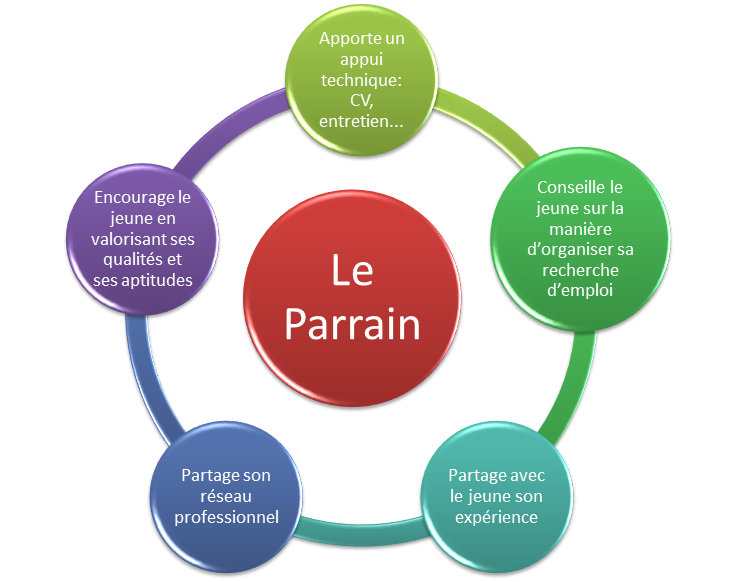 Apporte un
appui
technique:
CV,
entretien...
Conseille le
jeune sur la
manière
d’organiser sa
recherche
d’emploi
Partage avec
le jeune son
expérience
Partage son
réseau
professionnel
Encourage le
jeune en
valorisant ses
qualités et
ses aptitudes
Le
Parrain